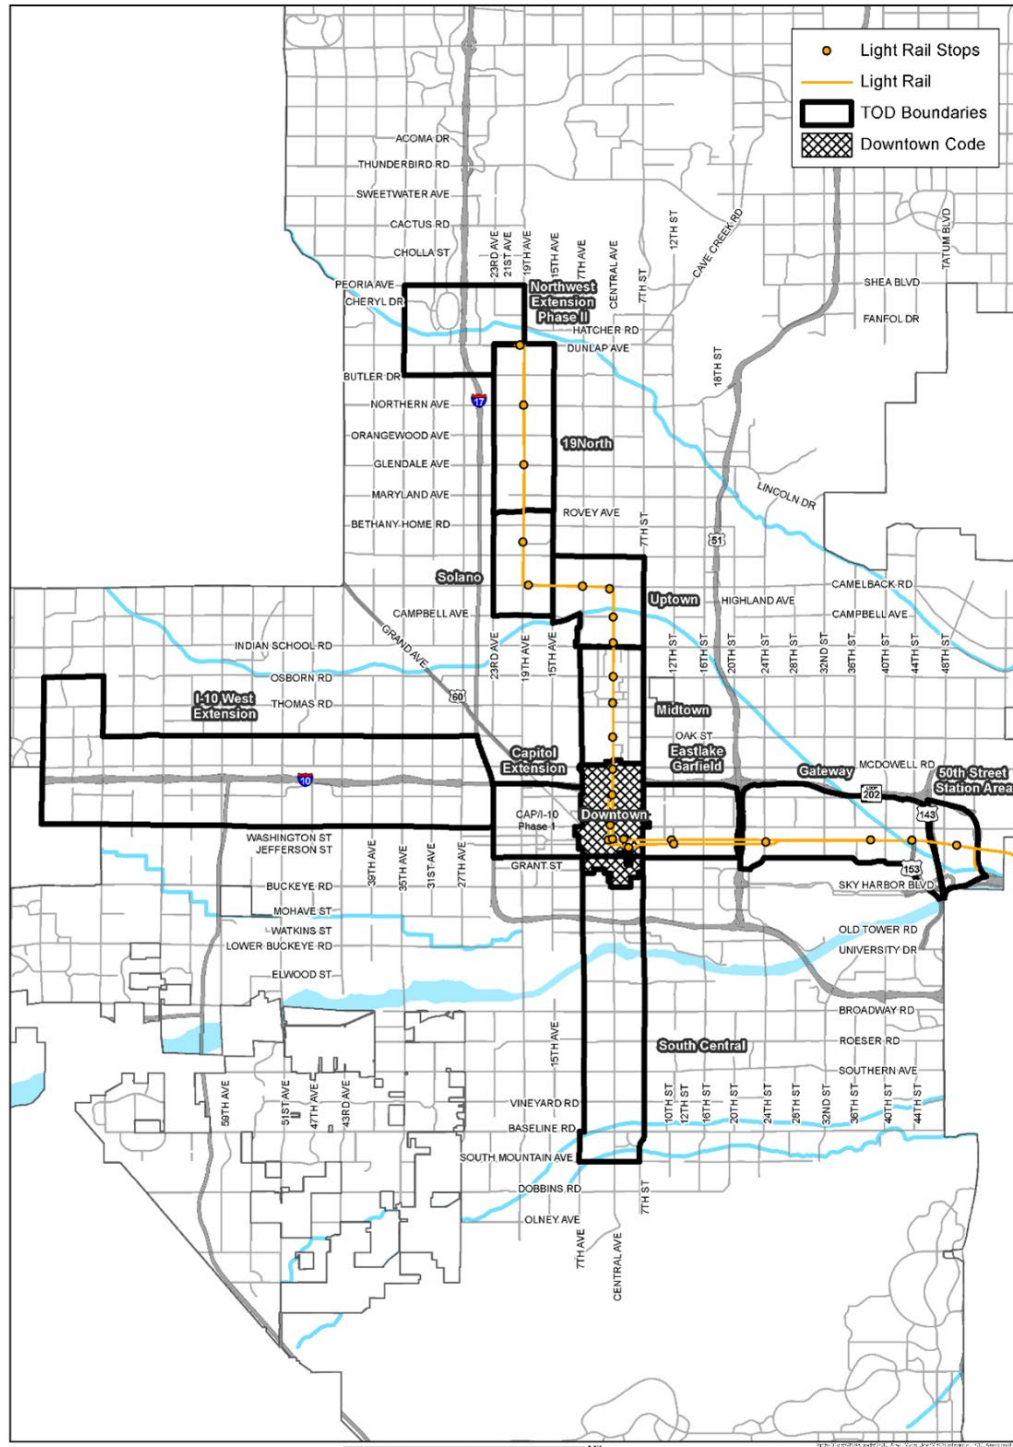 Light Rail Stops
Light Rail
TOD Boundaries
Downtown Code
ACOMA DR
THUNDERBIRD RD
SWEETWATER AVE
CACTUS RD
CHOLLA ST
PEORIA AVE
CHERYL DR
23RD AVE
21ST AVE
19TH AVE
15TH AVE
7TH AVE
CENTRAL AVE
7TH ST
12TH ST
CAVE CREEK RD
TATUM BLVD
SHEA BLVD
FANFOL DR
Northwest
Extension
Phase II
HATCHER RD
DUNLAP AVE
18TH ST
BUTLER DR
NORTHERN AVE
17
ORANGEWOOD AVE
19North
GLENDALE AVE
MARYLAND AVE
LINCOLN DR
BETHANY HOME RD
ROVEY AVE
7TH ST
51
Solano
CAMELBACK RD
Uptown
HIGHLAND AVE
CAMPBELL AVE
CAMPBELL AVE
GRAND AVE
INDIAN SCHOOL RD
23RD AVE
19TH AVE
15TH AVE
12TH ST
16TH ST
20TH ST
24TH ST
28TH ST
32ND ST
36TH ST
40TH ST
44TH ST
48TH ST
OSBORN RD
60
THOMAS RD
I-10 West
Extension
Midtown
OAK ST
Capitol
Extension
Eastlake
Garfield
MCDOWELL RD
Gateway
50th Street
Station Area
10
LOOP
202
143
CAP/I-10
Phase 1
Downtown
WASHINGTON ST
JEFFERSON ST
39TH AVE
35TH AVE
31ST AVE
27TH AVE
GRANT ST
153
BUCKEYE RD
SKY HARBOR BLVD
MOHAVE ST
WATKINS ST
LOWER BUCKEYE RD
OLD TOWER RD
UNIVERSITY DR
ELWOOD ST
BROADWAY RD
15TH AVE
South Central
ROESER RD
SOUTHERN AVE
59TH AVE
51ST AVE
47TH AVE
43RD AVE
VINEYARD RD
10TH ST
12TH ST
16TH ST
20TH ST
24TH ST
28TH ST
32ND ST
36TH ST
40TH ST
44TH ST
BASELINE RD
SOUTH MOUNTAIN AVE
DOBBINS RD
7TH ST
OLNEY AVE
7TH AVE
CENTRAL AVE